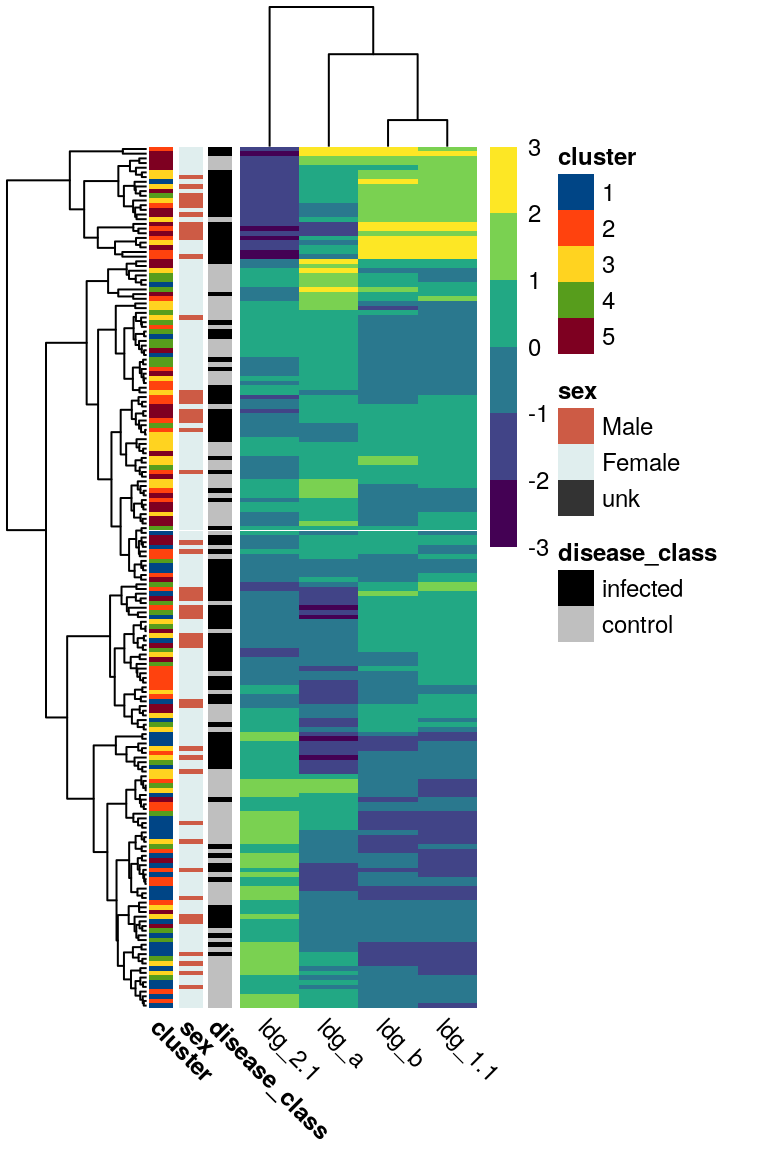 3
2
1
0
-1
-2
-3
cluster
1
2
3
4
5
sex
Male
Female
unk
disease_class
infected
control
cluster
sex
disease_class
ldg_2.1
ldg_a
ldg_b
ldg_1.1